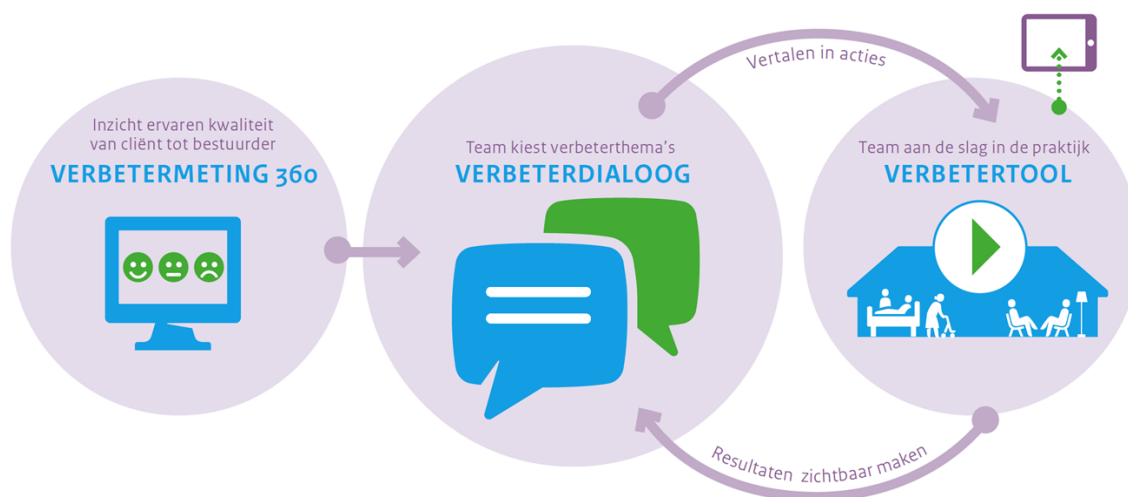 Inzicht ervaren kwaliteit
van cliënt tot bestuurder
VERBETERMETING 360
Team kiest verbeterthema's
VERBETERDIALOOG
Vertalen in acties
Team aan de slag in de praktijk
VERBETERTOOL
Resultaten zichtbaar maken